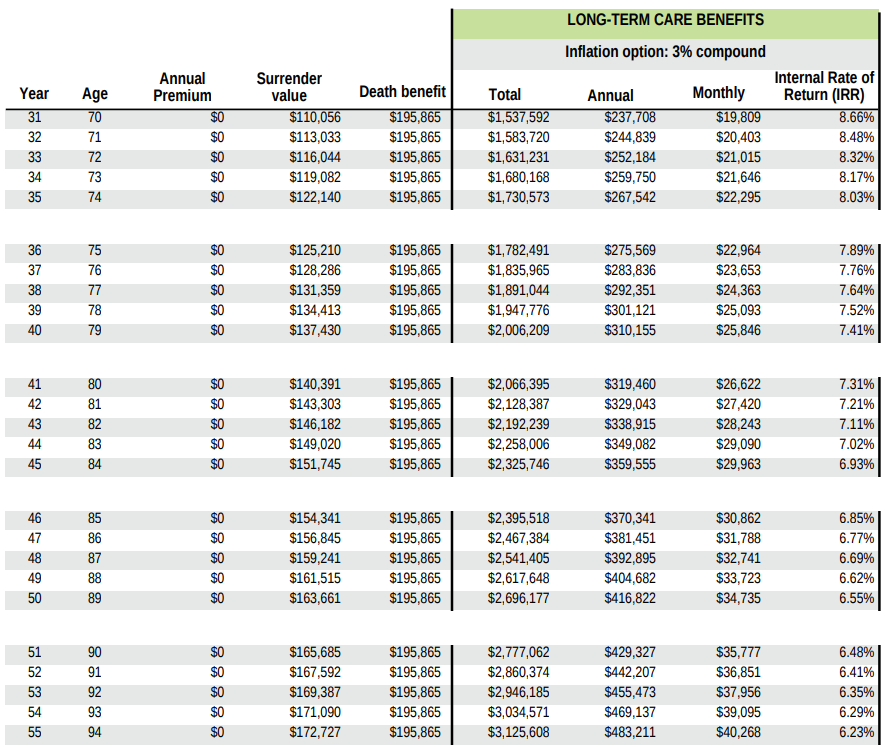 LONG-TERM CARE BENEFITS
Inflation option: 3% compound
Year Age Annual Premium Surrender value Death benefit Total Annual Monthly Internal Rate of Return (IRR)
31 70 $0 $110,056 $195,865 $1,537,592 $237,708 $19,809 8.66%
32 71 $0 $113,033 $195,865 $1,583,720 $244,839 $20,403 8.48%
33 72 $0 $116,044 $195,865 $1,631,231 $252,184 $21,015 8.32%
34 73 $0 $119,082 $195,865 $1,680,168 $259,750 $21,646 8.17%
35 74 $0 $122,140 $195,865 $1,730,573 $267,542 $22,295 8.03%
36 75 $0 $125,210 $195,865 $1,782,491 $275,569 $22,964 7.89%
37 76 $0 $128,286 $195,865 $1,835,965 $283,836 $23,653 7.76%
38 77 $0 $131,359 $195,865 $1,891,044 $292,351 $24,363 7.64%
39 78 $0 $134,413 $195,865 $1,947,776 $301,121 $25,093 7.52%
40 79 $0 $137,430 $195,865 $2,006,209 $310,155 $25,846 7.41%
41 80 $0 $140,391 $195,865 $2,066,395 $319,460 $26,622 7.31%
42 81 $0 $143,303 $195,865 $2,128,387 $329,043 $27,420 7.21%
43 82 $0 $146,182 $195,865 $2,192,239 $338,915 $28,243 7.11%
44 83 $0 $149,020 $195,865 $2,258,006 $349,082 $29,090 7.02%
45 84 $0 $151,745 $195,865 $2,325,746 $359,555 $29,963 6.93%
46 85 $0 $154,341 $195,865 $2,395,518 $370,341 $30,862 6.85%
47 86 $0 $156,845 $195,865 $2,467,384 $381,451 $31,788 6.77%
48 87 $0 $159,241 $195,865 $2,541,405 $392,895 $32,741 6.69%
49 88 $0 $161,515 $195,865 $2,617,648 $404,682 $33,723 6.62%
50 89 $0 $163,661 $195,865 $2,696,177 $416,822 $34,735 6.55%
51 90 $0 $165,685 $195,865 $2,777,062 $429,327 $35,777 6.48%
52 91 $0 $167,592 $195,865 $2,860,374 $442,207 $36,851 6.41%
53 92 $0 $169,387 $195,865 $2,946,185 $455,473 $37,956 6.35%
54 93 $0 $171,090 $195,865 $3,034,571 $469,137 $39,095 6.29%
55 94 $0 $172,727 $195,865 $3,125,608 $483,211 $40,268 6.23%